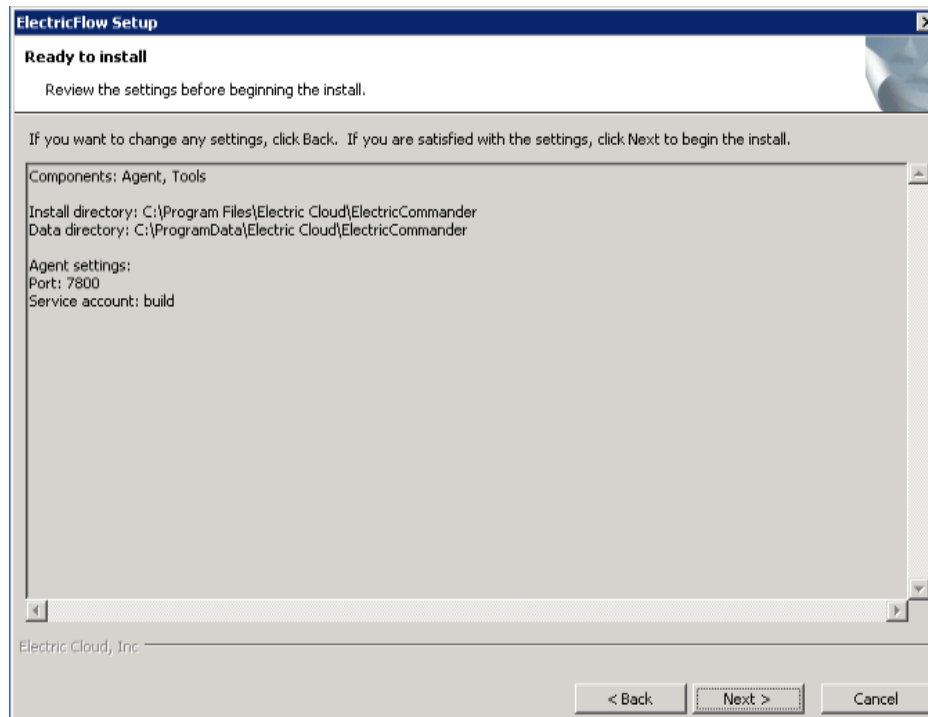 ElectricFlow Setup
Ready to install
Review the settings before beginning the install.
If you want to change any settings, click Back. If you are satisfied with the settings, click Next to begin the install.
Components: Agent, Tools
Install directory: C:\Program Files\Electric Cloud\ElectricCommander
Data directory: C:\ProgramData\Electric Cloud\ElectricCommander
Agent settings:
Port: 7800
Service account: build
Electric Cloud, Inc
< Back Next > Cancel